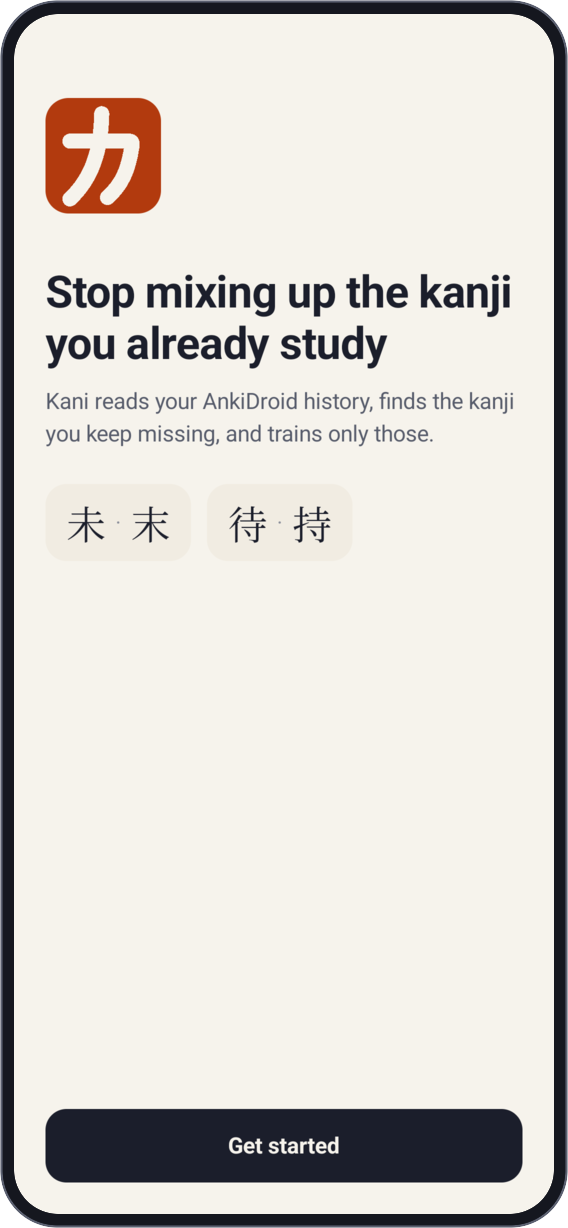 カ
Stop mixing up the kanji
you already study
Kani reads your AnkiDroid history, finds the kanji
you keep missing, and trains only those.
未 · 末 待 · 持
Get started